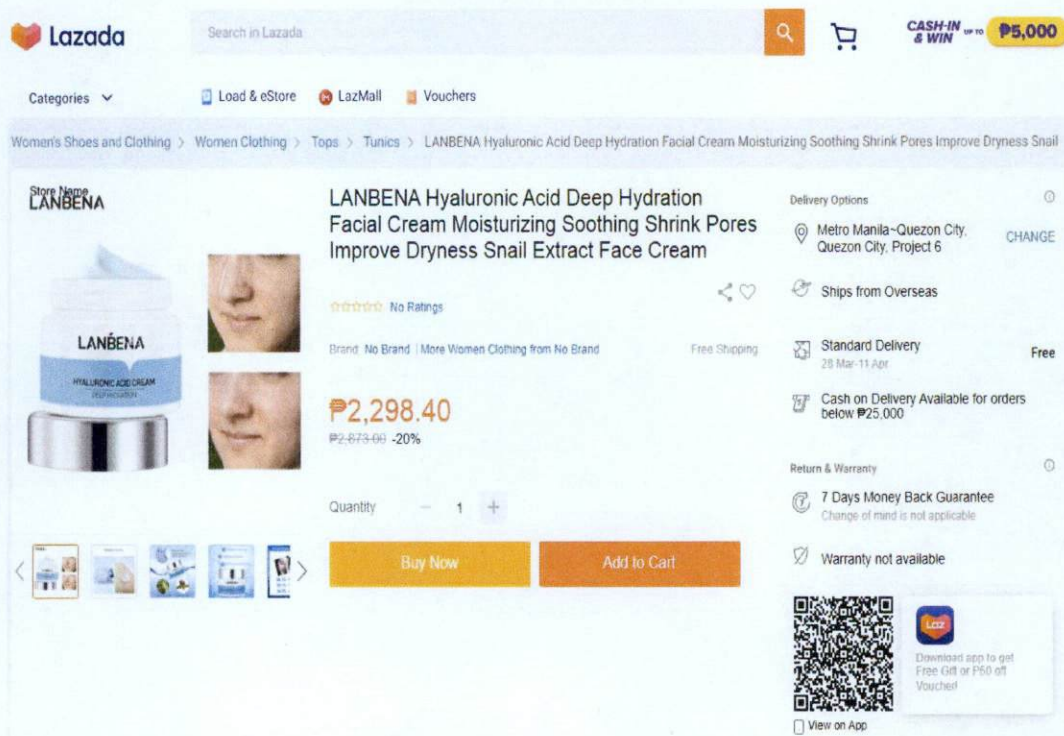 Lazada
Search in Lazada
CASH-IN & WIN UP TO ₱5,000
Categories
Load & eStore
LazMall
Vouchers
Women's Shoes and Clothing > Women Clothing > Tops > Tunics > LANBENA Hyaluronic Acid Deep Hydration Facial Cream Moisturizing Soothing Shrink Pores Improve Dryness Snail
Store Name
LANBENA
LANBENA
HYALURONIC ACID CREAM
DEEP HYDRATION
LANBENA Hyaluronic Acid Deep Hydration
Facial Cream Moisturizing Soothing Shrink Pores
Improve Dryness Snail Extract Face Cream
No Ratings
Brand: No Brand | More Women Clothing from No Brand
Free Shipping
₱2,298.40
₱2,873.00 -20%
Quantity − 1 +
Buy Now
Add to Cart
Delivery Options
Metro Manila~Quezon City,
Quezon City, Project 6
CHANGE
Ships from Overseas
Standard Delivery
Free
28 Mar-11 Apr
Cash on Delivery Available for orders
below ₱25,000
Return & Warranty
7 Days Money Back Guarantee
Change of mind is not applicable
Warranty not available
Laz
Download app to get
Free Gift or P50 off
Voucher!
View on App